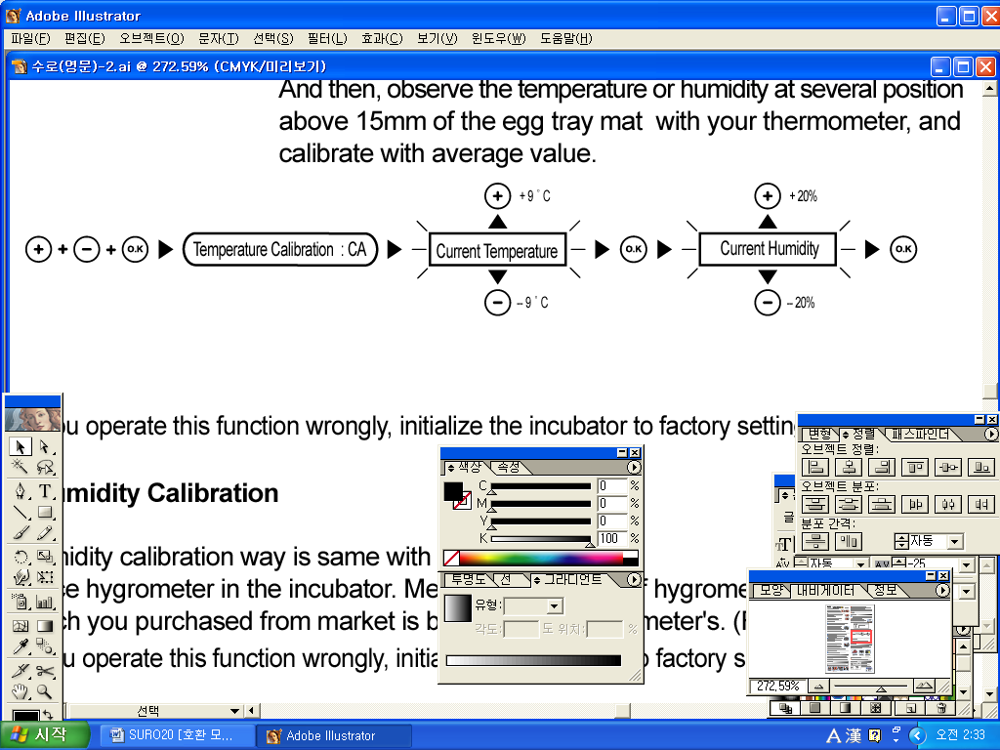 Adobe Illustrator
파일(F) 편집(E) 오브젝트(O) 문자(T) 선택(S) 필터(L) 효과(C) 보기(V) 윈도우(W) 도움말(H)
수로(명문)-2.ai @ 272.59% (CMYK/미리보기)
And then, observe the temperature or humidity at several position
above 15mm of the egg tray mat with your thermometer, and
calibrate with average value.
+ +9˚C + +20%
+ + − + O.K Temperature Calibration : CA Current Temperature O.K Current Humidity O.K
− −9˚C − −20%
ou operate this function wrongly, initialize the incubator to factory setting
umidity Calibration
midity calibration way is same with
ce hygrometer in the incubator. Me f hygrome
ch you purchased from market is b meter's. (
ou operate this function wrongly, initia o factory s
색상 속성
C 0 %
M 0 %
Y 0 %
K 100 %
투명도 선 그라디언트
유형:
각도: 도 위치: %
변형 정렬 패스파인더
오브젝트 정렬:
오브젝트 분포:
분포 간격:
자동
글
T
자동 AV -25
모양 내비게이터 정보
272.59%
선택
시작 SURO20 [호환 모... Adobe Illustrator A 漢 오전 2:33